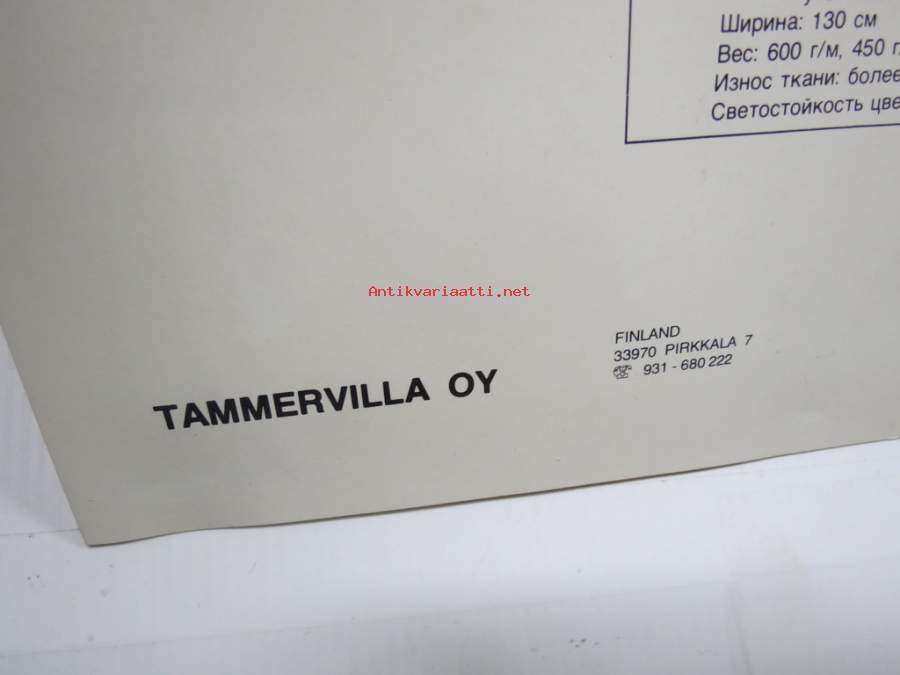 Ширина: 130 см
Вес: 600 г/м, 450 г
Износ ткани: более
Светостойкость
Antikvariaatti.net
FINLAND
33970 PIRKKALA 7
☎ 931 - 680 222
TAMMERVILLA OY